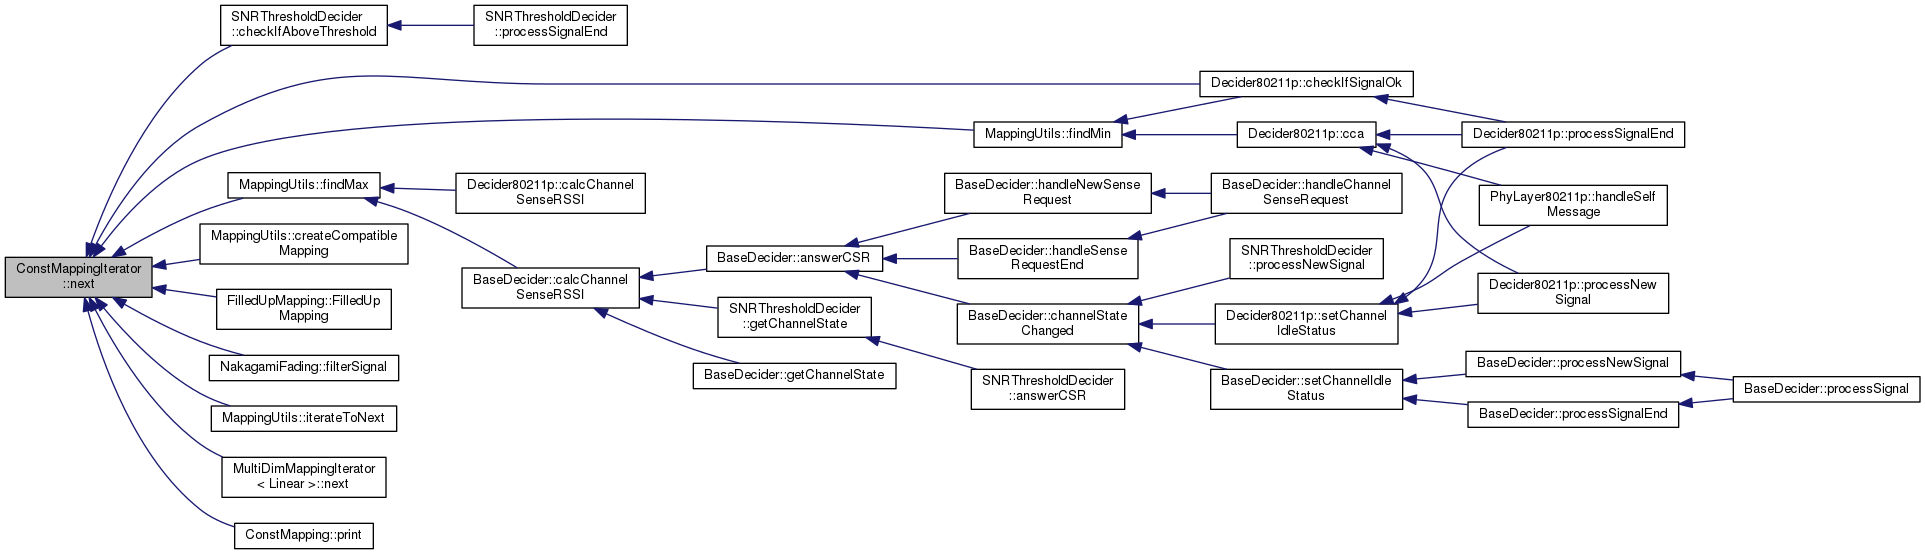 SNRThresholdDecider
::checkIfAboveThreshold
SNRThresholdDecider
::processSignalEnd
Decider80211p::checkIfSignalOk
MappingUtils::findMin
Decider80211p::cca
Decider80211p::processSignalEnd
MappingUtils::findMax
Decider80211p::calcChannel
SenseRSSI
BaseDecider::handleNewSense
Request
BaseDecider::handleChannel
SenseRequest
PhyLayer80211p::handleSelf
Message
MappingUtils::createCompatible
Mapping
BaseDecider::answerCSR
BaseDecider::handleSense
RequestEnd
SNRThresholdDecider
::processNewSignal
ConstMappingIterator
::next
BaseDecider::calcChannel
SenseRSSI
Decider80211p::processNew
Signal
FilledUpMapping::FilledUp
Mapping
SNRThresholdDecider
::getChannelState
BaseDecider::channelState
Changed
Decider80211p::setChannel
IdleStatus
NakagamiFading::filterSignal
BaseDecider::getChannelState
SNRThresholdDecider
::answerCSR
BaseDecider::setChannelIdle
Status
BaseDecider::processNewSignal
BaseDecider::processSignal
BaseDecider::processSignalEnd
MappingUtils::iterateToNext
MultiDimMappingIterator
< Linear >::next
ConstMapping::print